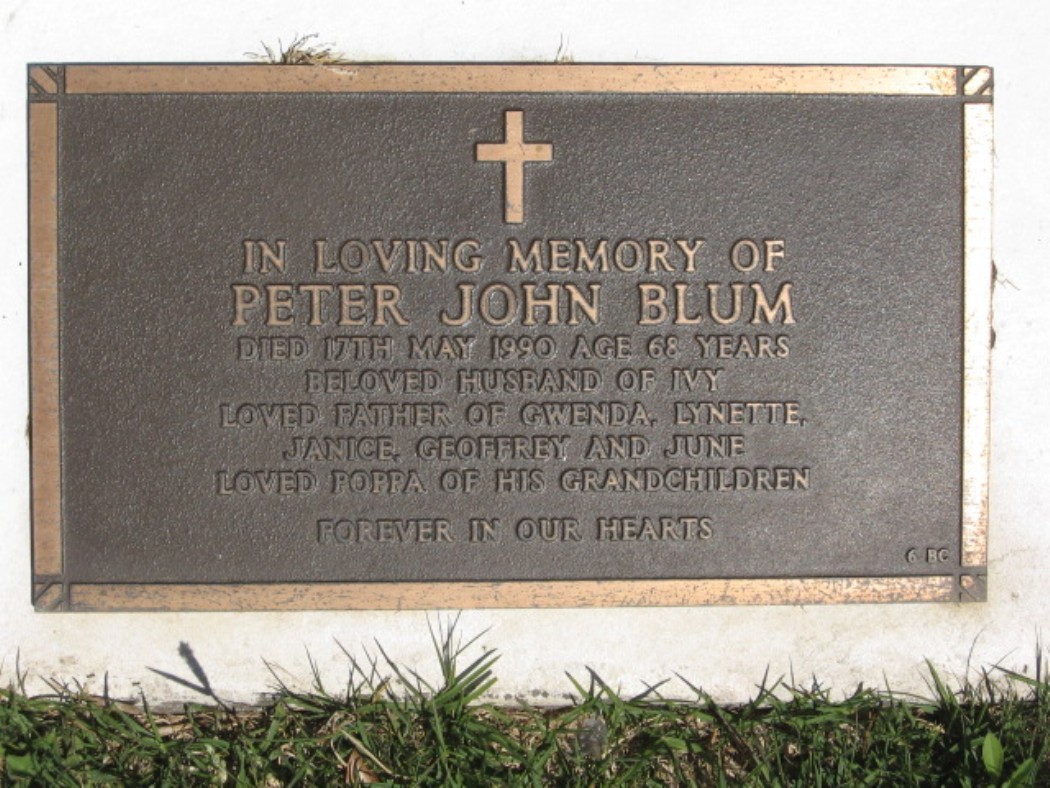 IN LOVING MEMORY OF
PETER JOHN BLUM
DIED 17TH MAY 1990 AGE 68 YEARS
BELOVED HUSBAND OF IVY
LOVED FATHER OF GWENDA, LYNETTE,
JANICE, GEOFFREY AND JUNE
LOVED POPPA OF HIS GRANDCHILDREN
FOREVER IN OUR HEARTS
6 BC